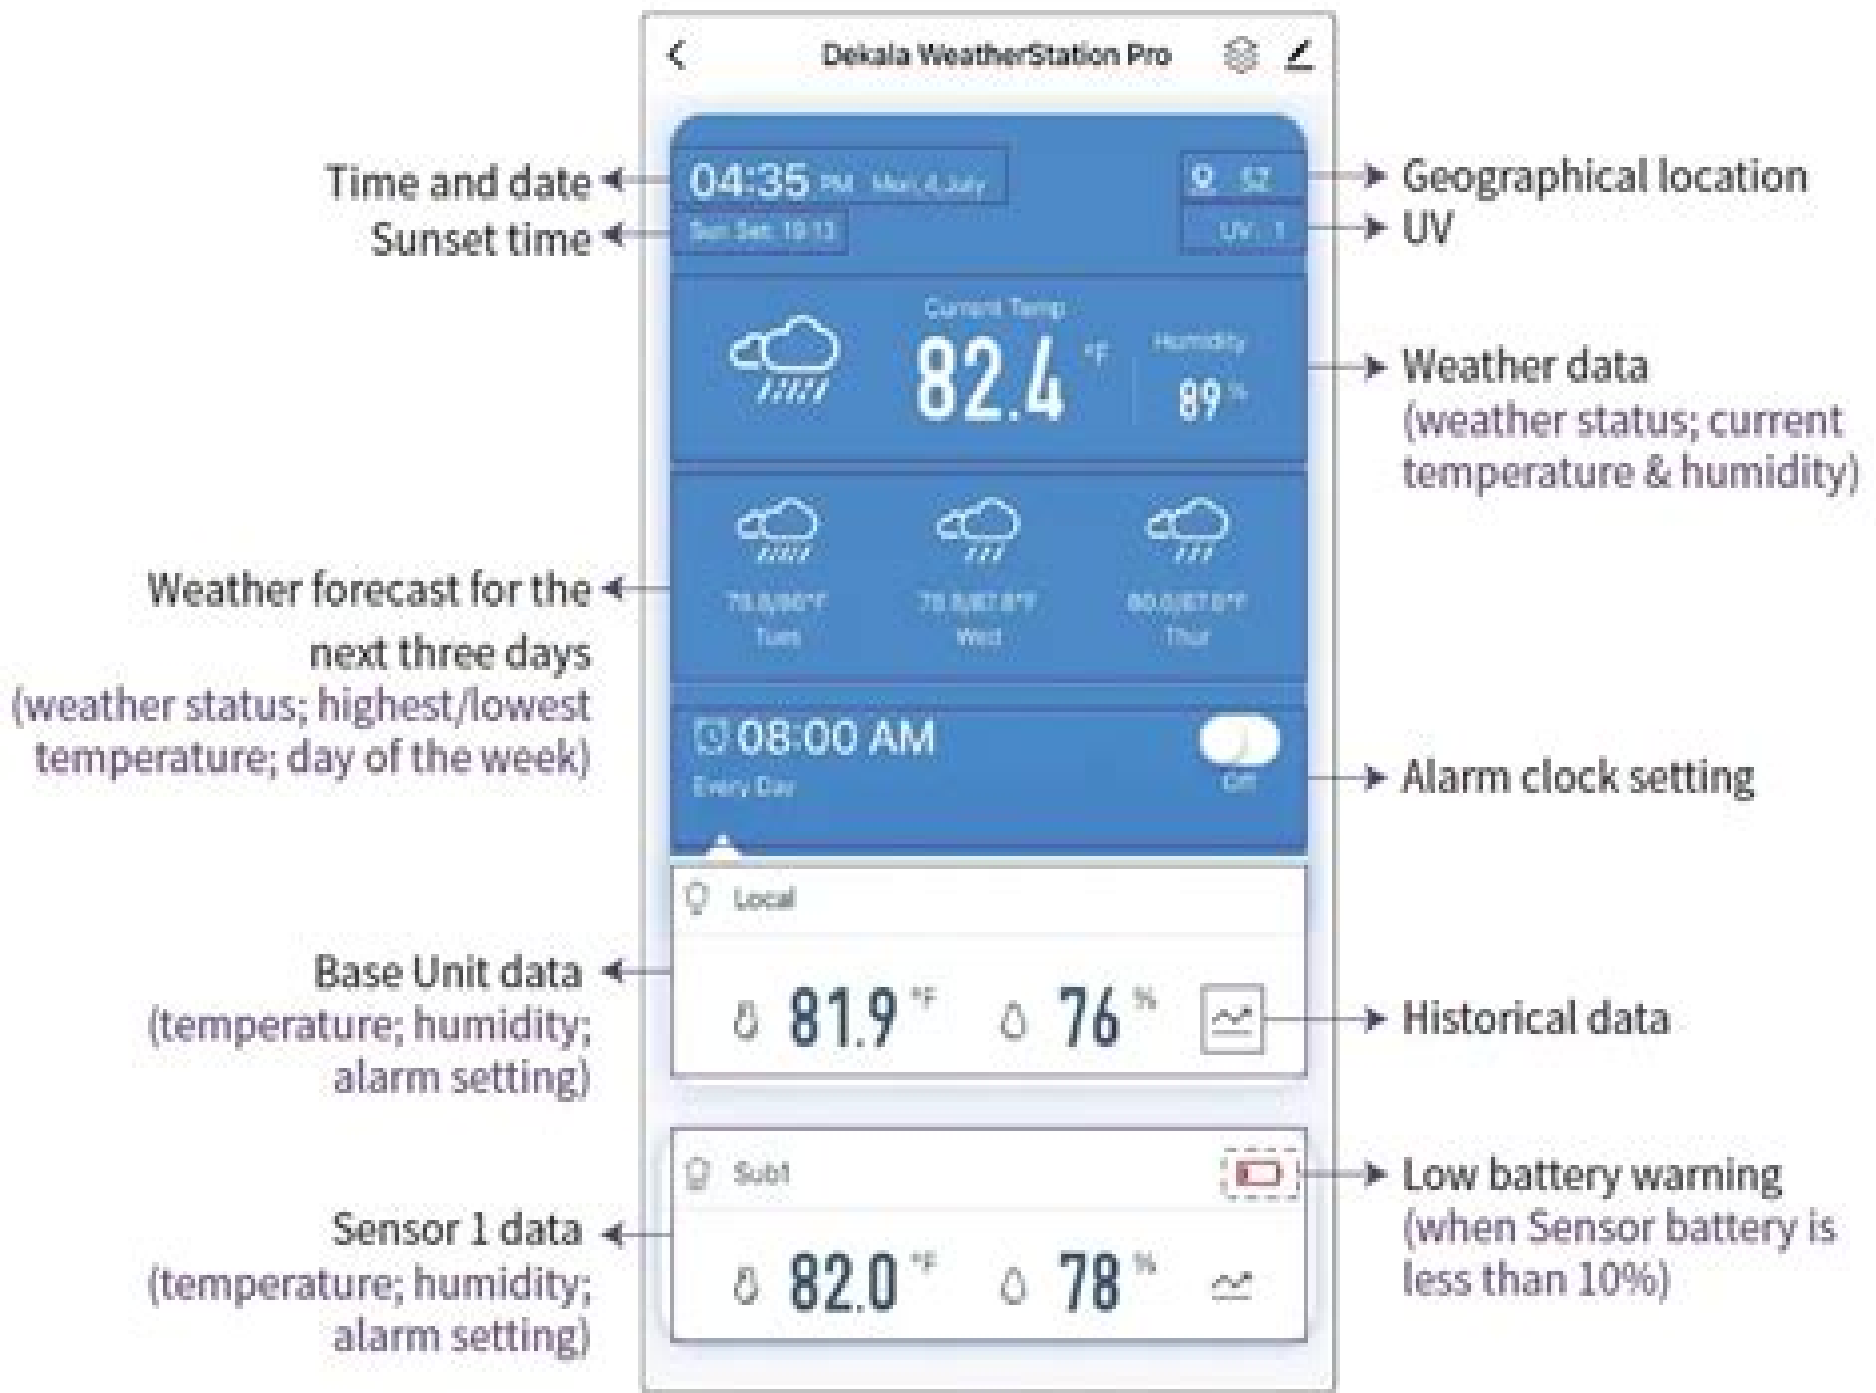 Dekala WeatherStation Pro
Time and date
04:35 PM Mon, 4, July
SZ
Geographical location
Sunset time
Sun Set: 19:13
UV: 1
UV
Current Temp
82.4 °F
Humidity
89 %
Weather data
(weather status; current
temperature & humidity)
Weather forecast for the
next three days
(weather status; highest/lowest
temperature; day of the week)
Tues
Wed
Thur
08:00 AM
Every Day
Off
Alarm clock setting
Local
Base Unit data
(temperature; humidity;
alarm setting)
81.9 °F 76 %
Historical data
Sub1
Low battery warning
(when Sensor battery is
less than 10%)
Sensor 1 data
(temperature; humidity;
alarm setting)
82.0 °F 78 %